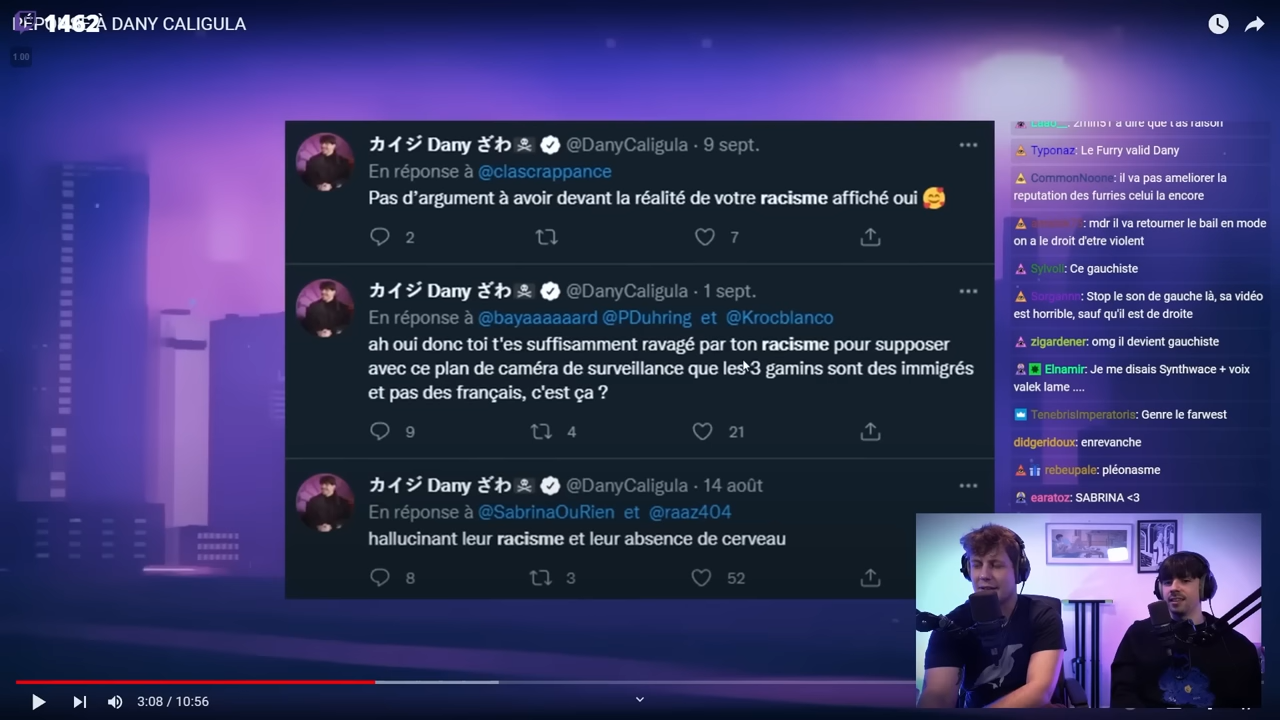 RÉPONSE À DANY CALIGULA
1462
1.00
カイジ Dany ざわ☠ @DanyCaligula · 9 sept.
En réponse à @clascrappance
Pas d’argument à avoir devant la réalité de votre racisme affiché oui 🥰
2 7
カイジ Dany ざわ☠ @DanyCaligula · 1 sept.
En réponse à @bayaaaaaard @PDuhring et @Krocblanco
ah oui donc toi t'es suffisamment ravagé par ton racisme pour supposer
avec ce plan de caméra de surveillance que les 3 gamins sont des immigrés
et pas des français, c'est ça ?
9 4 21
カイジ Dany ざわ☠ @DanyCaligula · 14 août
En réponse à @SabrinaOuRien et @raaz404
hallucinant leur racisme et leur absence de cerveau
8 3 52
2min51 a dire que t'as raison
Typonaz: Le Furry valid Dany
CommonNoone: il va pas ameliorer la
reputation des furries celui la encore
: mdr il va retourner le bail en mode
on a le droit d'etre violent
Sylvoli: Ce gauchiste
: Stop le son de gauche là, sa vidéo
est horrible, sauf qu'il est de droite
zigardener: omg il devient gauchiste
Elnamir: Je me disais Synthwace + voix
valek lame ....
TenebrisImperatoris: Genre le farwest
didgeridoux: enrevanche
rebeupale: pléonasme
earatoz: SABRINA <3
3:08 / 10:56